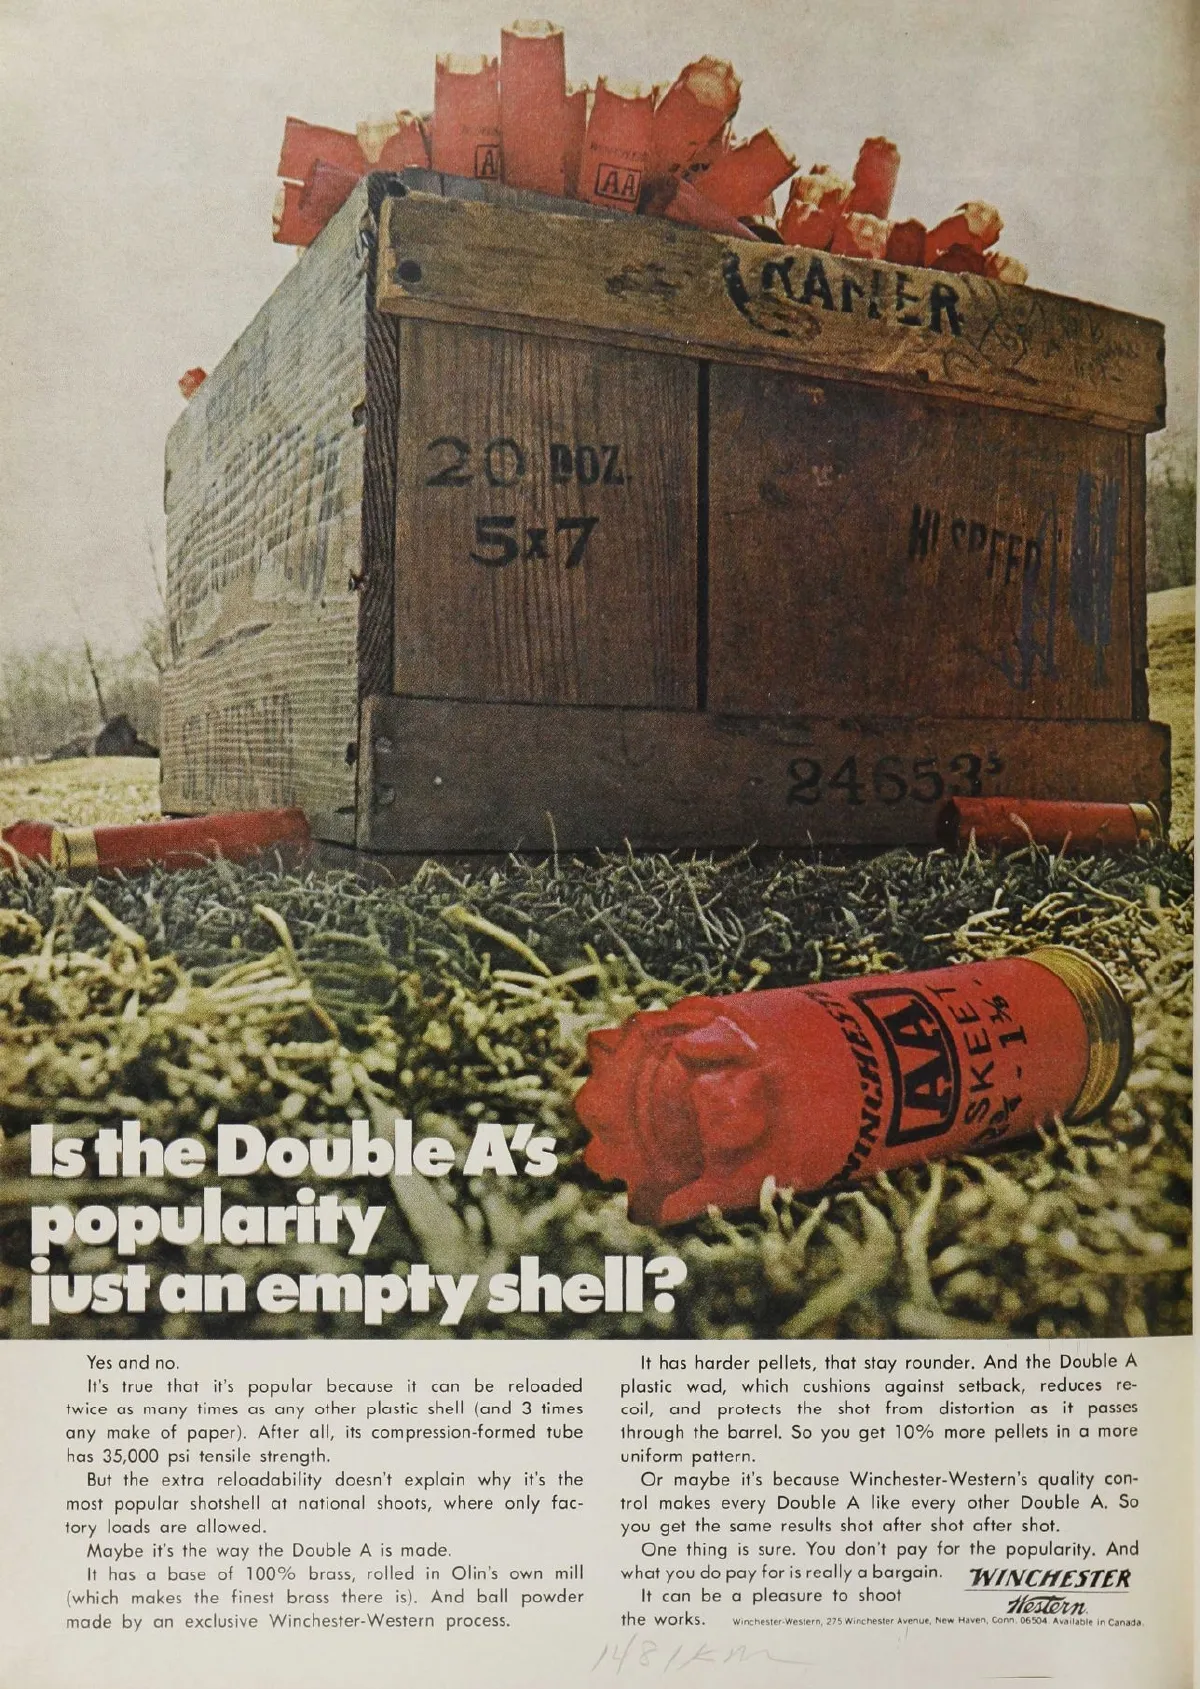 WINCHESTER
AA
CRAMER
20 DOZ.
5x7
HI SPEED
24653⁵
WINCHESTER
AA
SKEET
2¾ - 1⅛
Is the Double A's
popularity
just an empty shell?
Yes and no.
It's true that it's popular because it can be reloaded
twice as many times as any other plastic shell (and 3 times
any make of paper). After all, its compression-formed tube
has 35,000 psi tensile strength.
But the extra reloadability doesn't explain why it's the
most popular shotshell at national shoots, where only fac-
tory loads are allowed.
Maybe it's the way the Double A is made.
It has a base of 100% brass, rolled in Olin's own mill
(which makes the finest brass there is). And ball powder
made by an exclusive Winchester-Western process.
It has harder pellets, that stay rounder. And the Double A
plastic wad, which cushions against setback, reduces re-
coil, and protects the shot from distortion as it passes
through the barrel. So you get 10% more pellets in a more
uniform pattern.
Or maybe it's because Winchester-Western's quality con-
trol makes every Double A like every other Double A. So
you get the same results shot after shot after shot.
One thing is sure. You don't pay for the popularity. And
what you do pay for is really a bargain.
It can be a pleasure to shoot
the works.
WINCHESTER
Western
Winchester-Western, 275 Winchester Avenue, New Haven, Conn. 06504. Available in Canada.